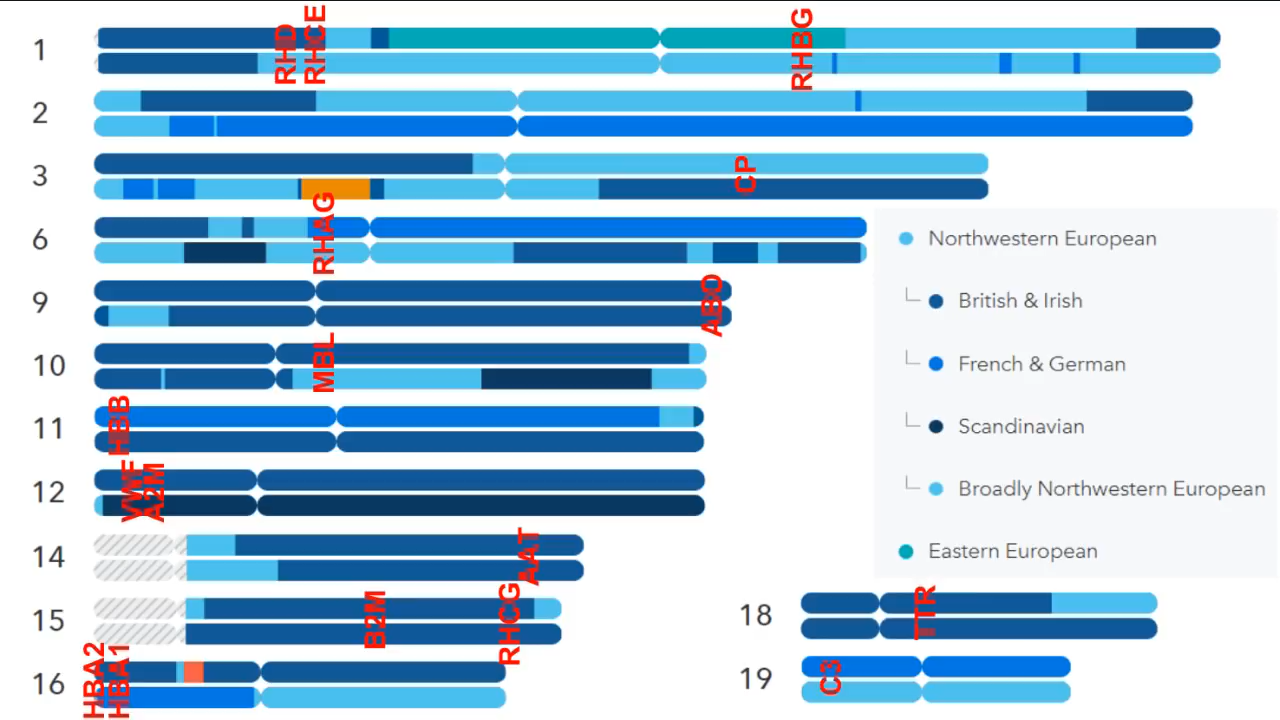 1
RHD
RHCE
RHBG
2
3
CP
6
RHAG
9
ABO
10
MBL
11
HBB
12
VWF
A2M
14
AAT
15
B2M
RHCG
16
HBA2
HBA1
Northwestern European
British & Irish
French & German
Scandinavian
Broadly Northwestern European
Eastern European
18
TTR
19
C3